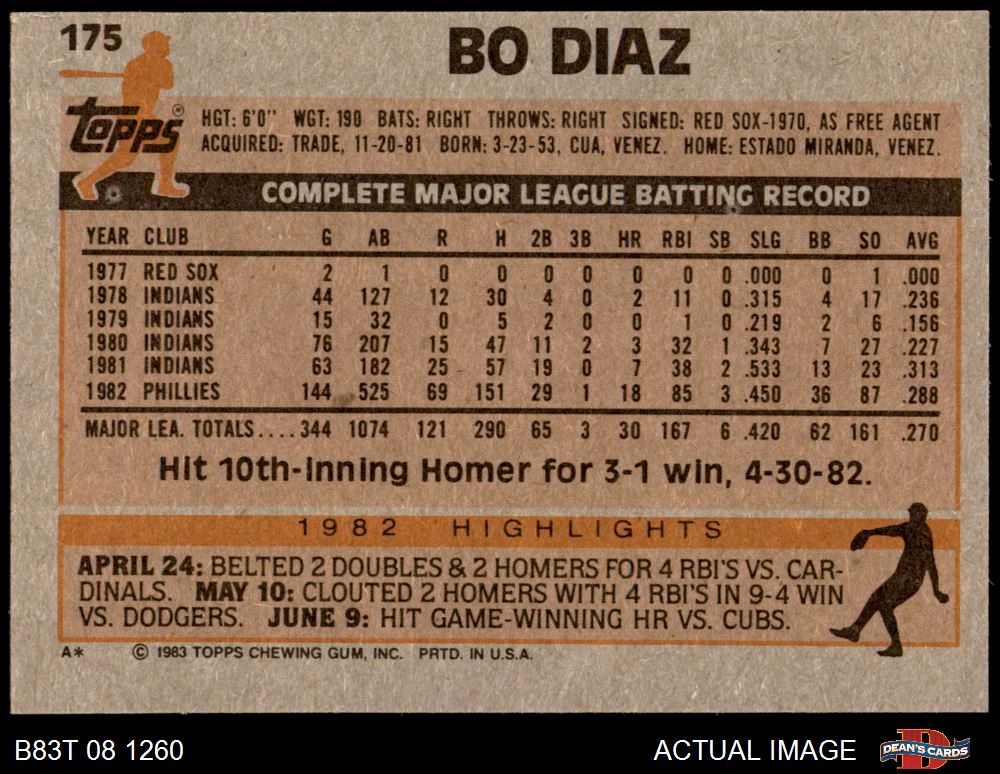 175
BO DIAZ
Topps®
HGT: 6'0" WGT: 190 BATS: RIGHT THROWS: RIGHT SIGNED: RED SOX-1970, AS FREE AGENT
ACQUIRED: TRADE, 11-20-81 BORN: 3-23-53, CUA, VENEZ. HOME: ESTADO MIRANDA, VENEZ.
COMPLETE MAJOR LEAGUE BATTING RECORD
YEAR CLUB G AB R H 2B 3B HR RBI SB SLG BB SO AVG
1977 RED SOX 2 1 0 0 0 0 0 0 0 .000 0 1 .000
1978 INDIANS 44 127 12 30 4 0 2 11 0 .315 4 17 .236
1979 INDIANS 15 32 0 5 2 0 0 1 0 .219 2 6 .156
1980 INDIANS 76 207 15 47 11 2 3 32 1 .343 7 27 .227
1981 INDIANS 63 182 25 57 19 0 7 38 2 .533 13 23 .313
1982 PHILLIES 144 525 69 151 29 1 18 85 3 .450 36 87 .288
MAJOR LEA. TOTALS.... 344 1074 121 290 65 3 30 167 6 .420 62 161 .270
Hit 10th-inning Homer for 3-1 win, 4-30-82.
1982 HIGHLIGHTS
APRIL 24: BELTED 2 DOUBLES & 2 HOMERS FOR 4 RBI'S VS. CAR-
DINALS. MAY 10: CLOUTED 2 HOMERS WITH 4 RBI'S IN 9-4 WIN
VS. DODGERS. JUNE 9: HIT GAME-WINNING HR VS. CUBS.
A* © 1983 TOPPS CHEWING GUM, INC. PRTD. IN U.S.A.
B83T 08 1260
ACTUAL IMAGE
DEAN'S CARDS